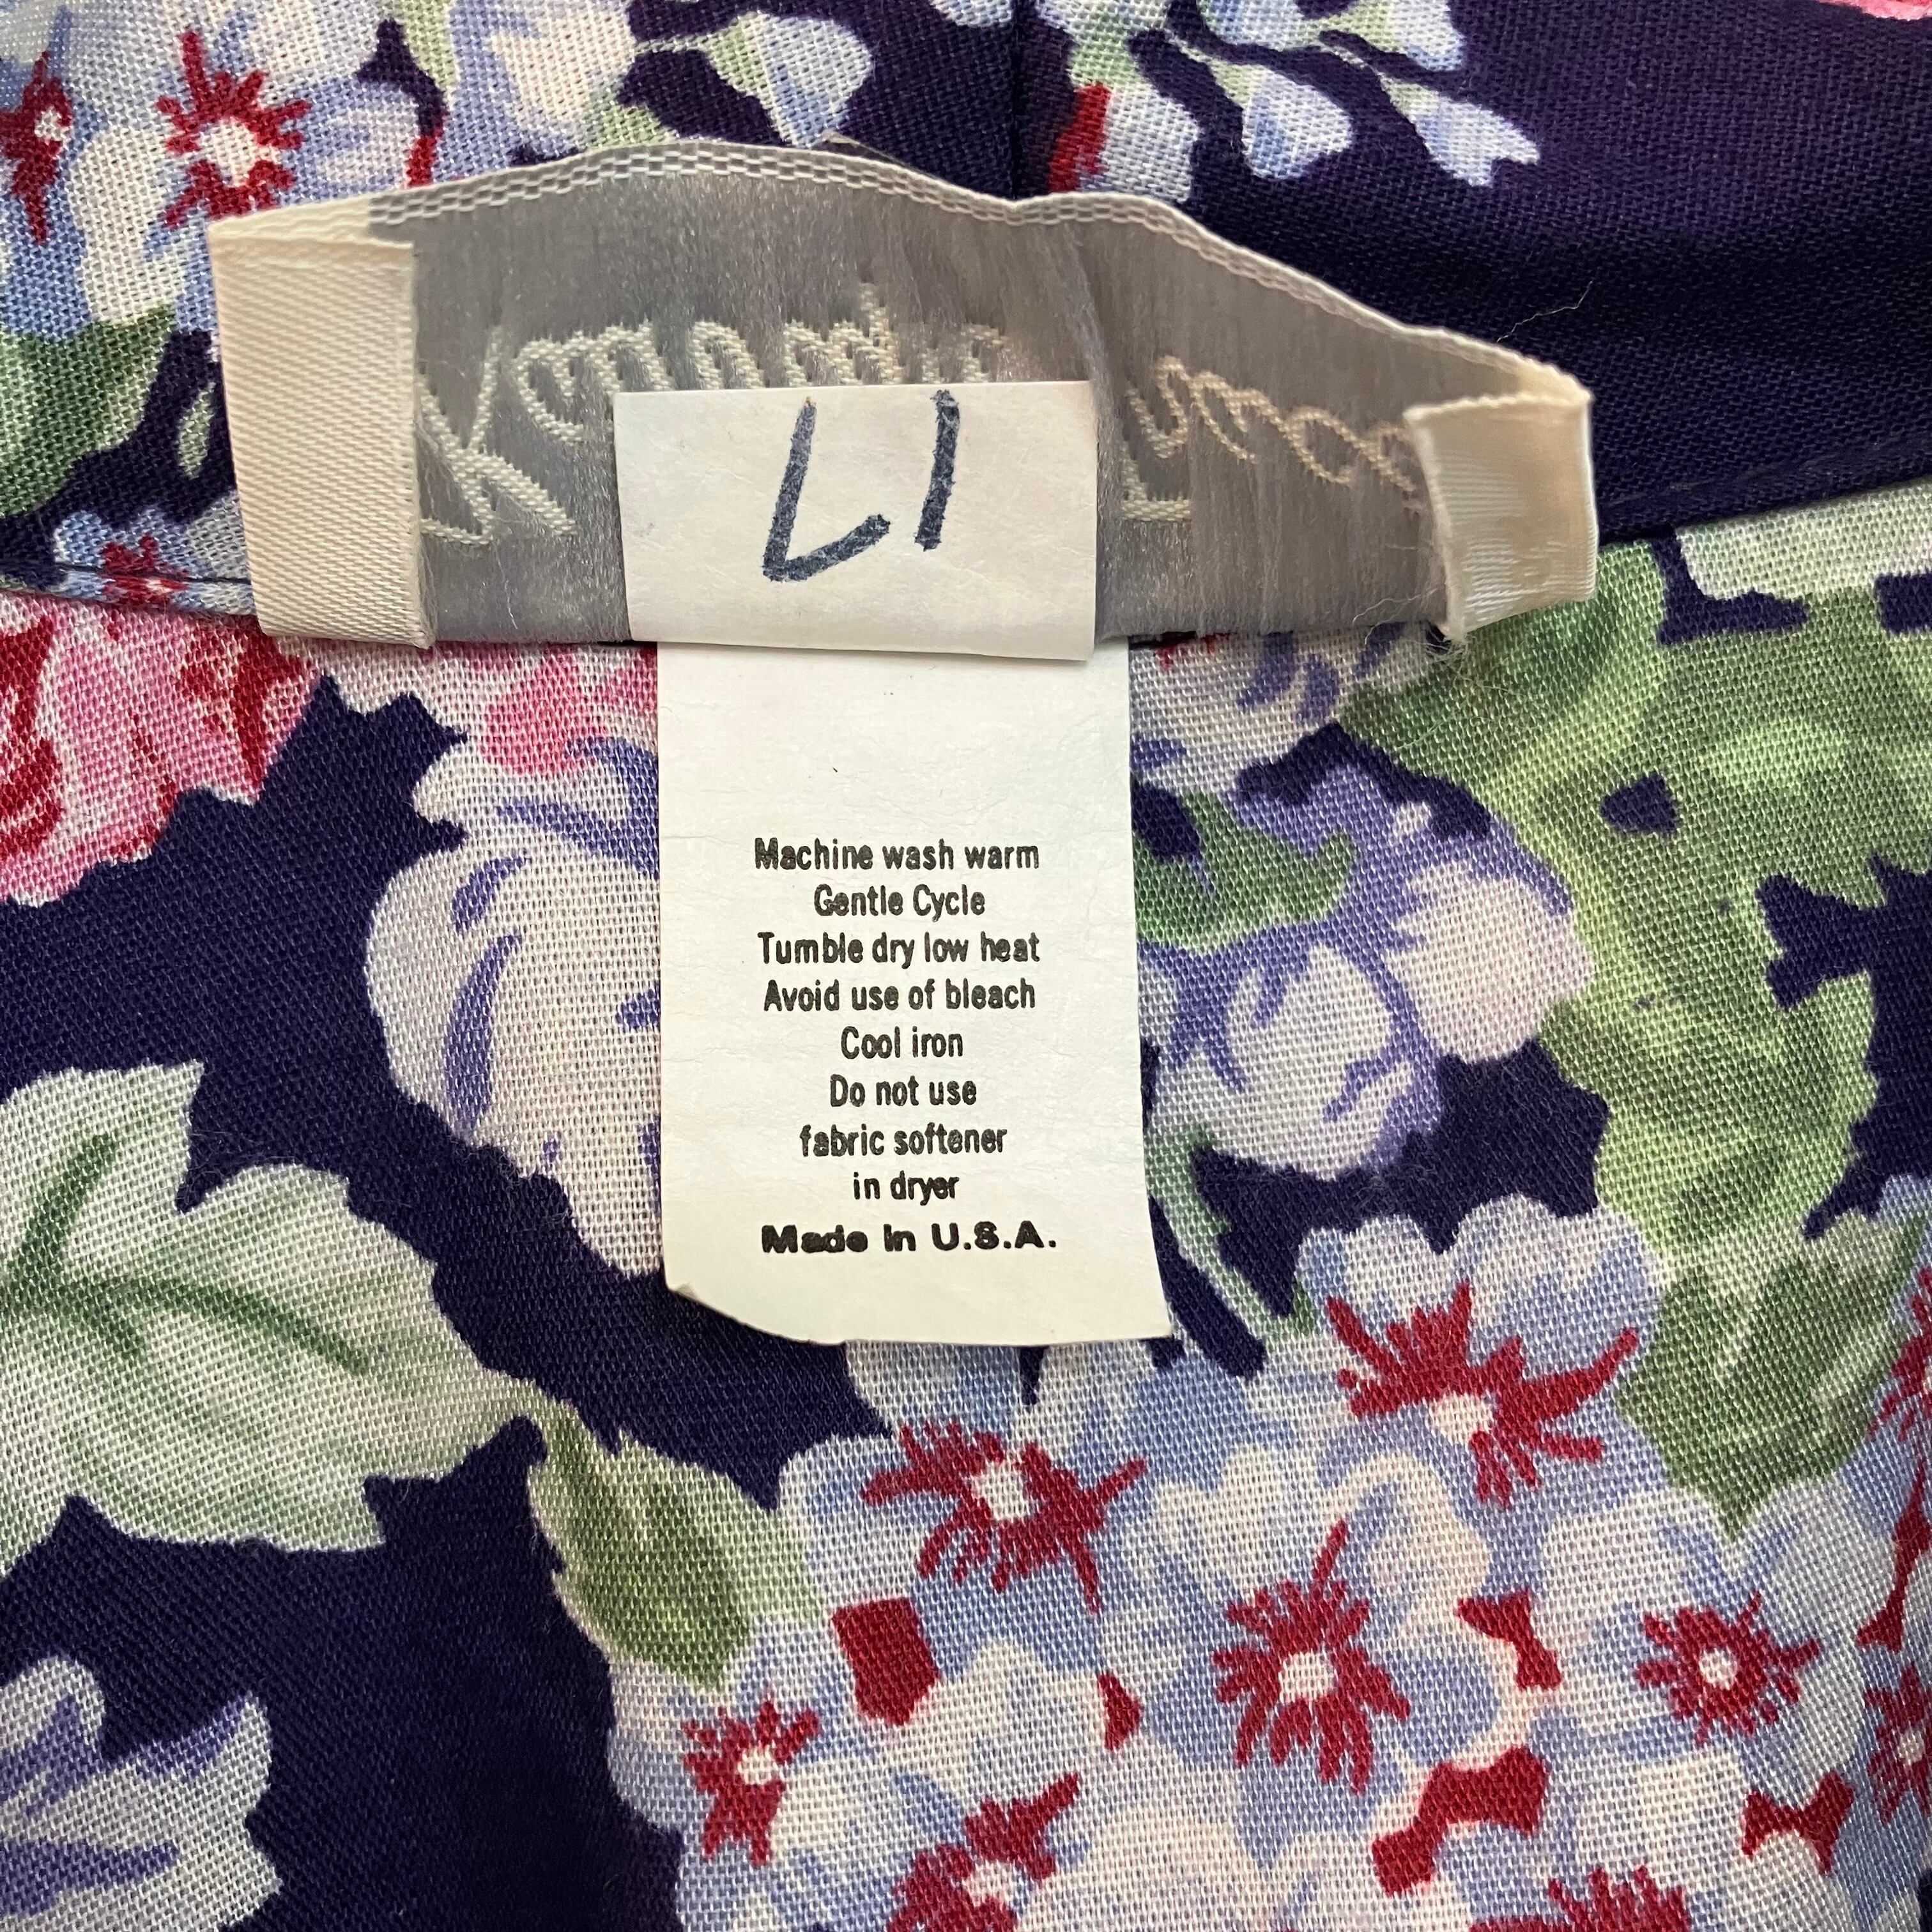 L1
Machine wash warm
Gentle Cycle
Tumble dry low heat
Avoid use of bleach
Cool iron
Do not use
fabric softener
in dryer
Made In U.S.A.